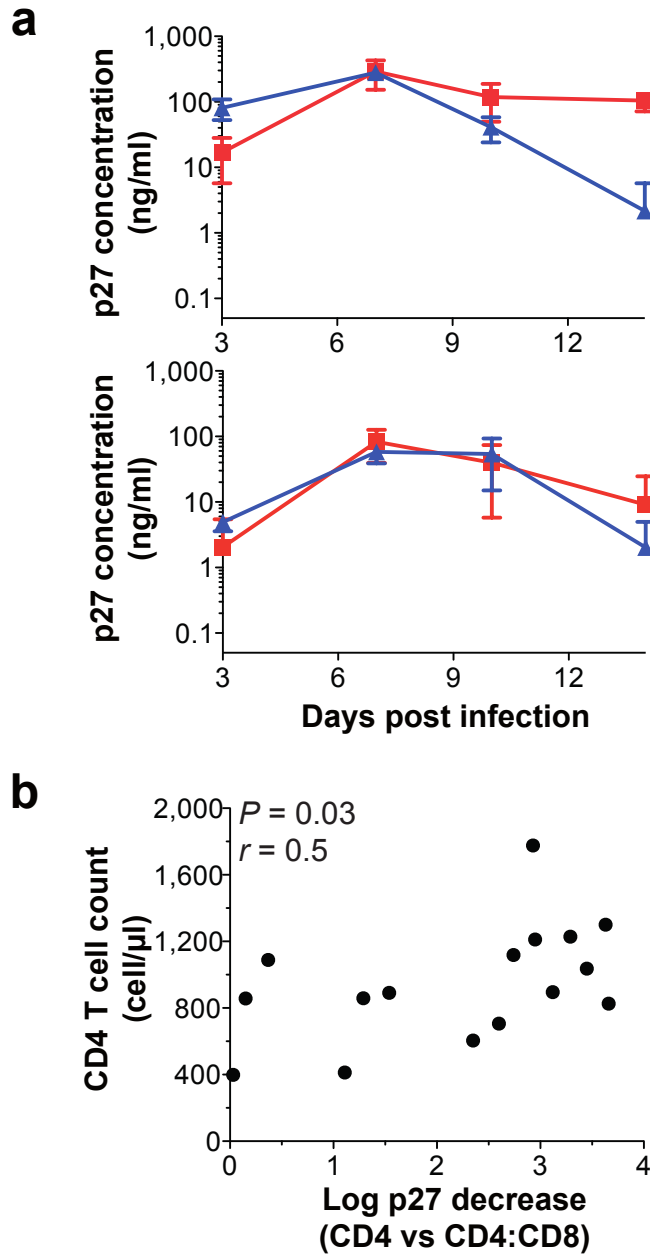 a
p27 concentration
(ng/ml)
1,000
100
10
1
0.1
3 6 9 12
p27 concentration
(ng/ml)
1,000
100
10
1
0.1
3 6 9 12
Days post infection
b
CD4 T cell count
(cell/µl)
P = 0.03
r = 0.5
2,000
1,600
1,200
800
400
0
0 1 2 3 4
Log p27 decrease
(CD4 vs CD4:CD8)